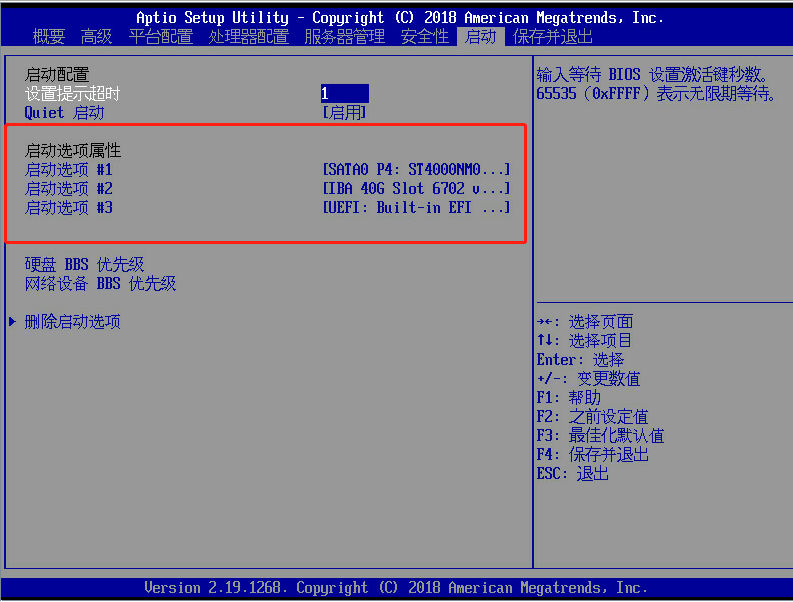 Aptio Setup Utility - Copyright (C) 2018 American Megatrends, Inc.
概要 高级 平台配置 处理器配置 服务器管理 安全性 启动 保存并退出
启动配置
设置提示超时 1
Quiet 启动 [启用]
启动选项属性
启动选项 #1 [SATA0 P4: ST4000NM0...]
启动选项 #2 [IBA 40G Slot 6702 v...]
启动选项 #3 [UEFI: Built-in EFI ...]
硬盘 BBS 优先级
网络设备 BBS 优先级
删除启动选项
输入等待 BIOS 设置激活键秒数。
65535（0xFFFF）表示无限期等待。
→←: 选择页面
↑↓: 选择项目
Enter: 选择
+/-: 变更数值
F1: 帮助
F2: 之前设定值
F3: 最佳化默认值
F4: 保存并退出
ESC: 退出
Version 2.19.1268. Copyright (C) 2018 American Megatrends, Inc.